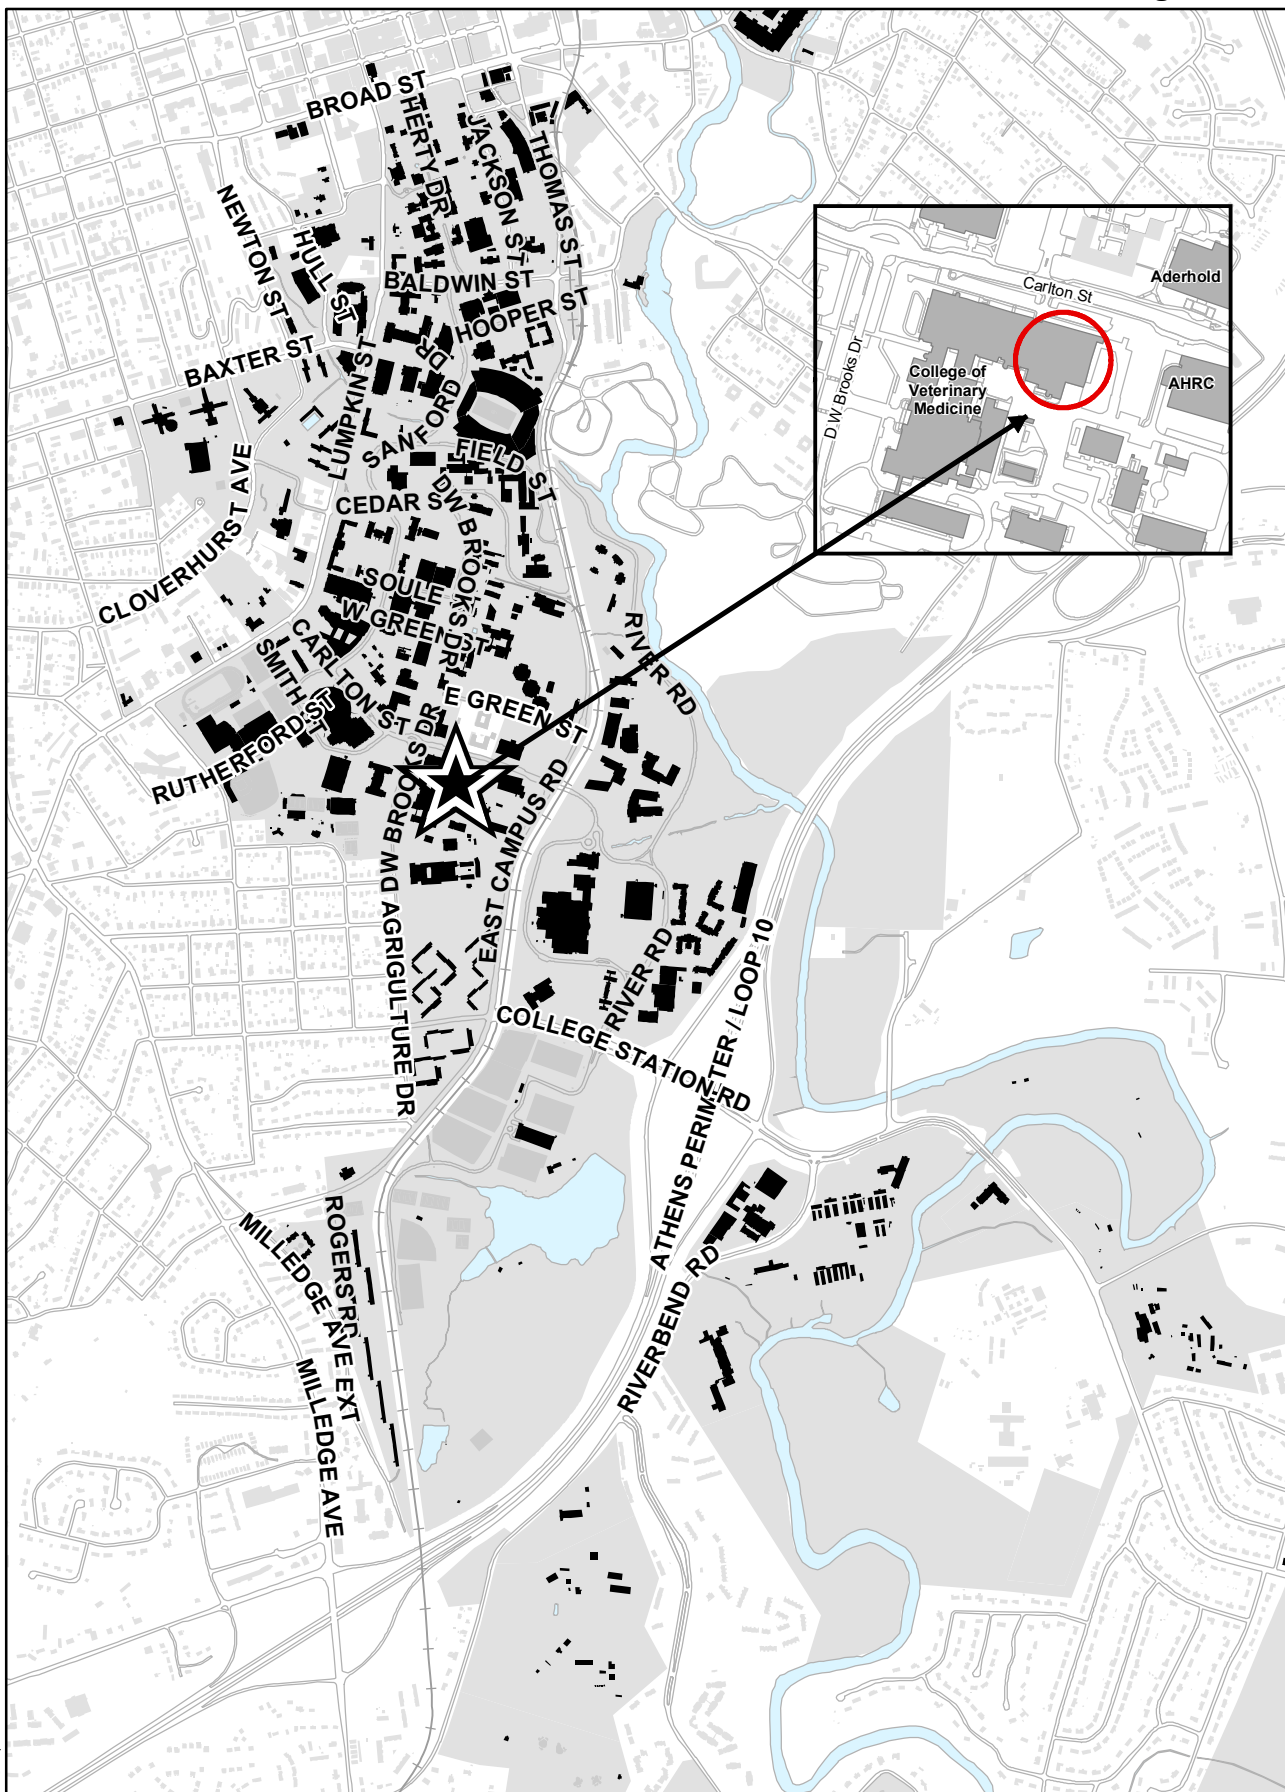 BROAD ST
HERTY DR
JACKSON ST
THOMAS ST
NEWTON ST
HULL ST
BALDWIN ST
HOOPER ST
BAXTER ST
LUMPKIN ST
SANFORD DR
FIELD ST
CEDAR S
DW BROOKS DR
CLOVERHURST AVE
SOULE
W GREEN ST
CARLTON ST
SMITH ST
RUTHERFORD ST
E GREEN ST
RIVER RD
DW BROOKS DR
EAST CAMPUS RD
DMD AGRIGULTURE DR
RIVER RD
COLLEGE STATION RD
ATHENS PERIMETER / LOOP 10
RIVERBEND RD
ROGERS RD
MILLEDGE AVE EXT
MILLEDGE AVE
Carlton St
Aderhold
D W Brooks Dr
College of
Veterinary
Medicine
AHRC